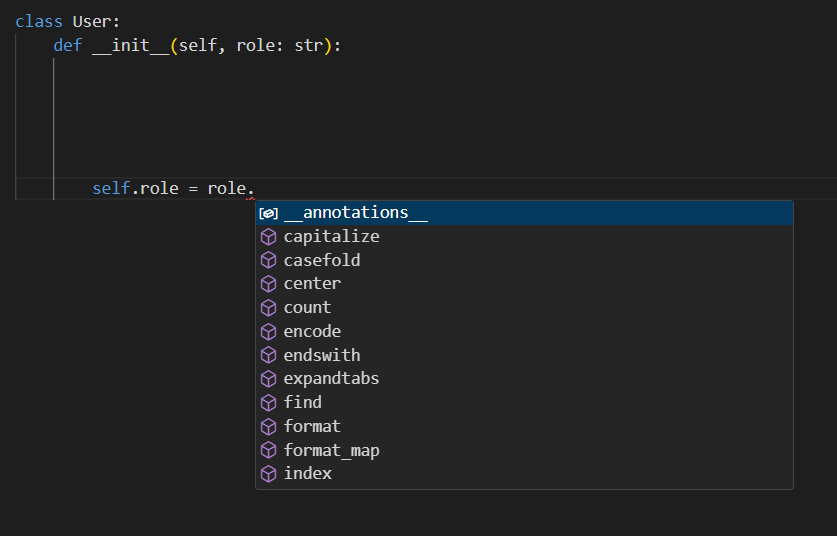 class User:
def __init__(self, role: str):
self.role = role.
__annotations__
capitalize
casefold
center
count
encode
endswith
expandtabs
find
format
format_map
index